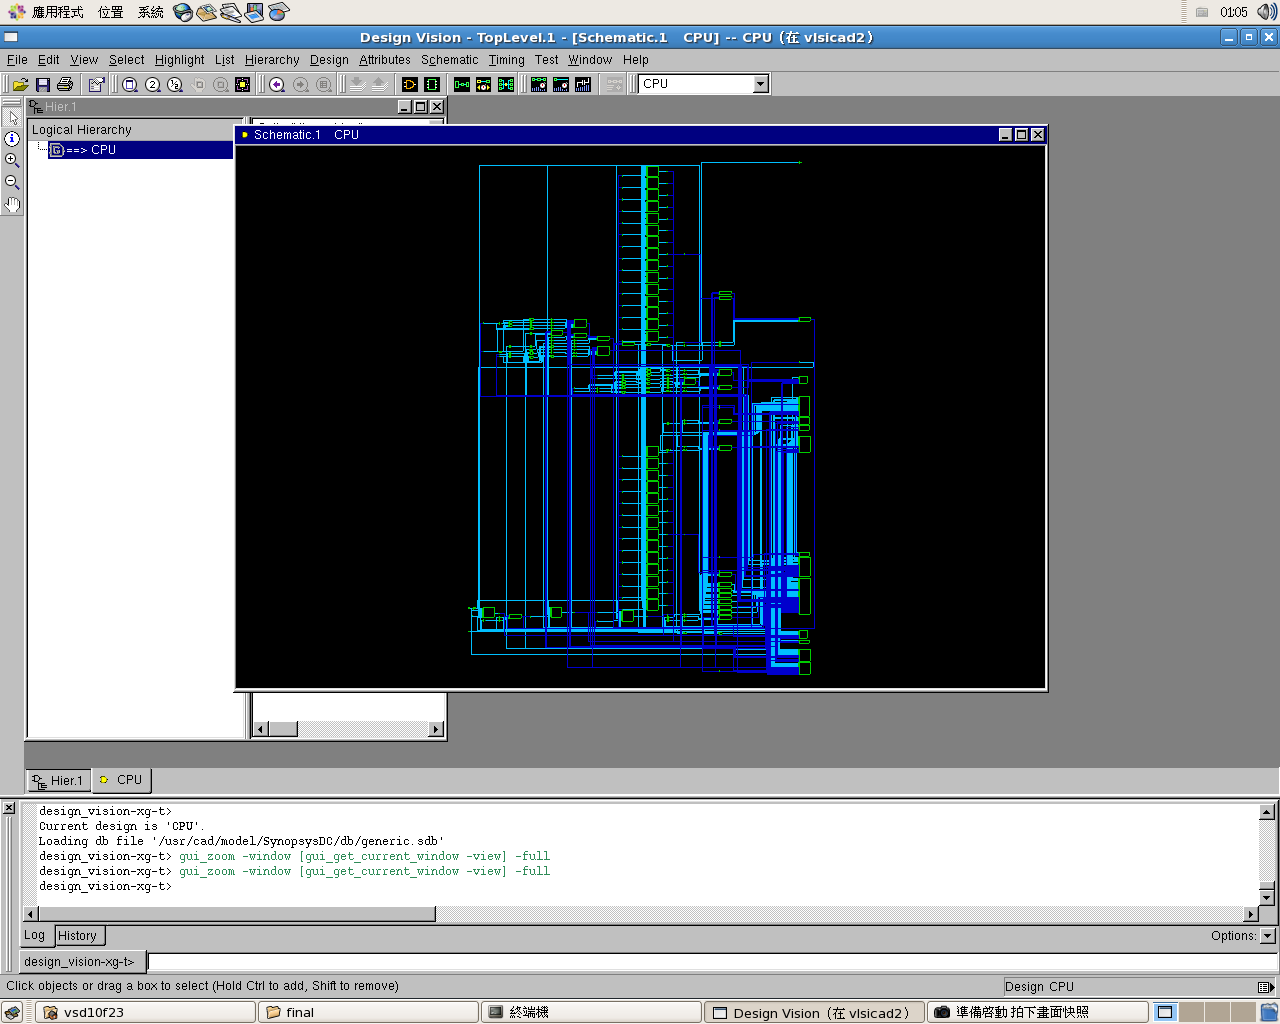 應用程式 位置 系統 01:05
Design Vision - TopLevel.1 - [Schematic.1 CPU] -- CPU (在 vlsicad2)
File Edit View Select Highlight List Hierarchy Design Attributes Schematic Timing Test Window Help
CPU
Hier.1
Logical Hierarchy
==> CPU
Schematic.1 CPU
Hier.1 CPU
design_vision-xg-t>
Current design is 'CPU'.
Loading db file '/usr/cad/model/SynopsysDC/db/generic.sdb'
design_vision-xg-t> gui_zoom -window [gui_get_current_window -view] -full
design_vision-xg-t> gui_zoom -window [gui_get_current_window -view] -full
design_vision-xg-t>
Log History Options:
design_vision-xg-t>
Click objects or drag a box to select (Hold Ctrl to add, Shift to remove) Design CPU
vsd10f23 final 終端機 Design Vision (在 vlsicad2) 準備啓動 拍下畫面快照